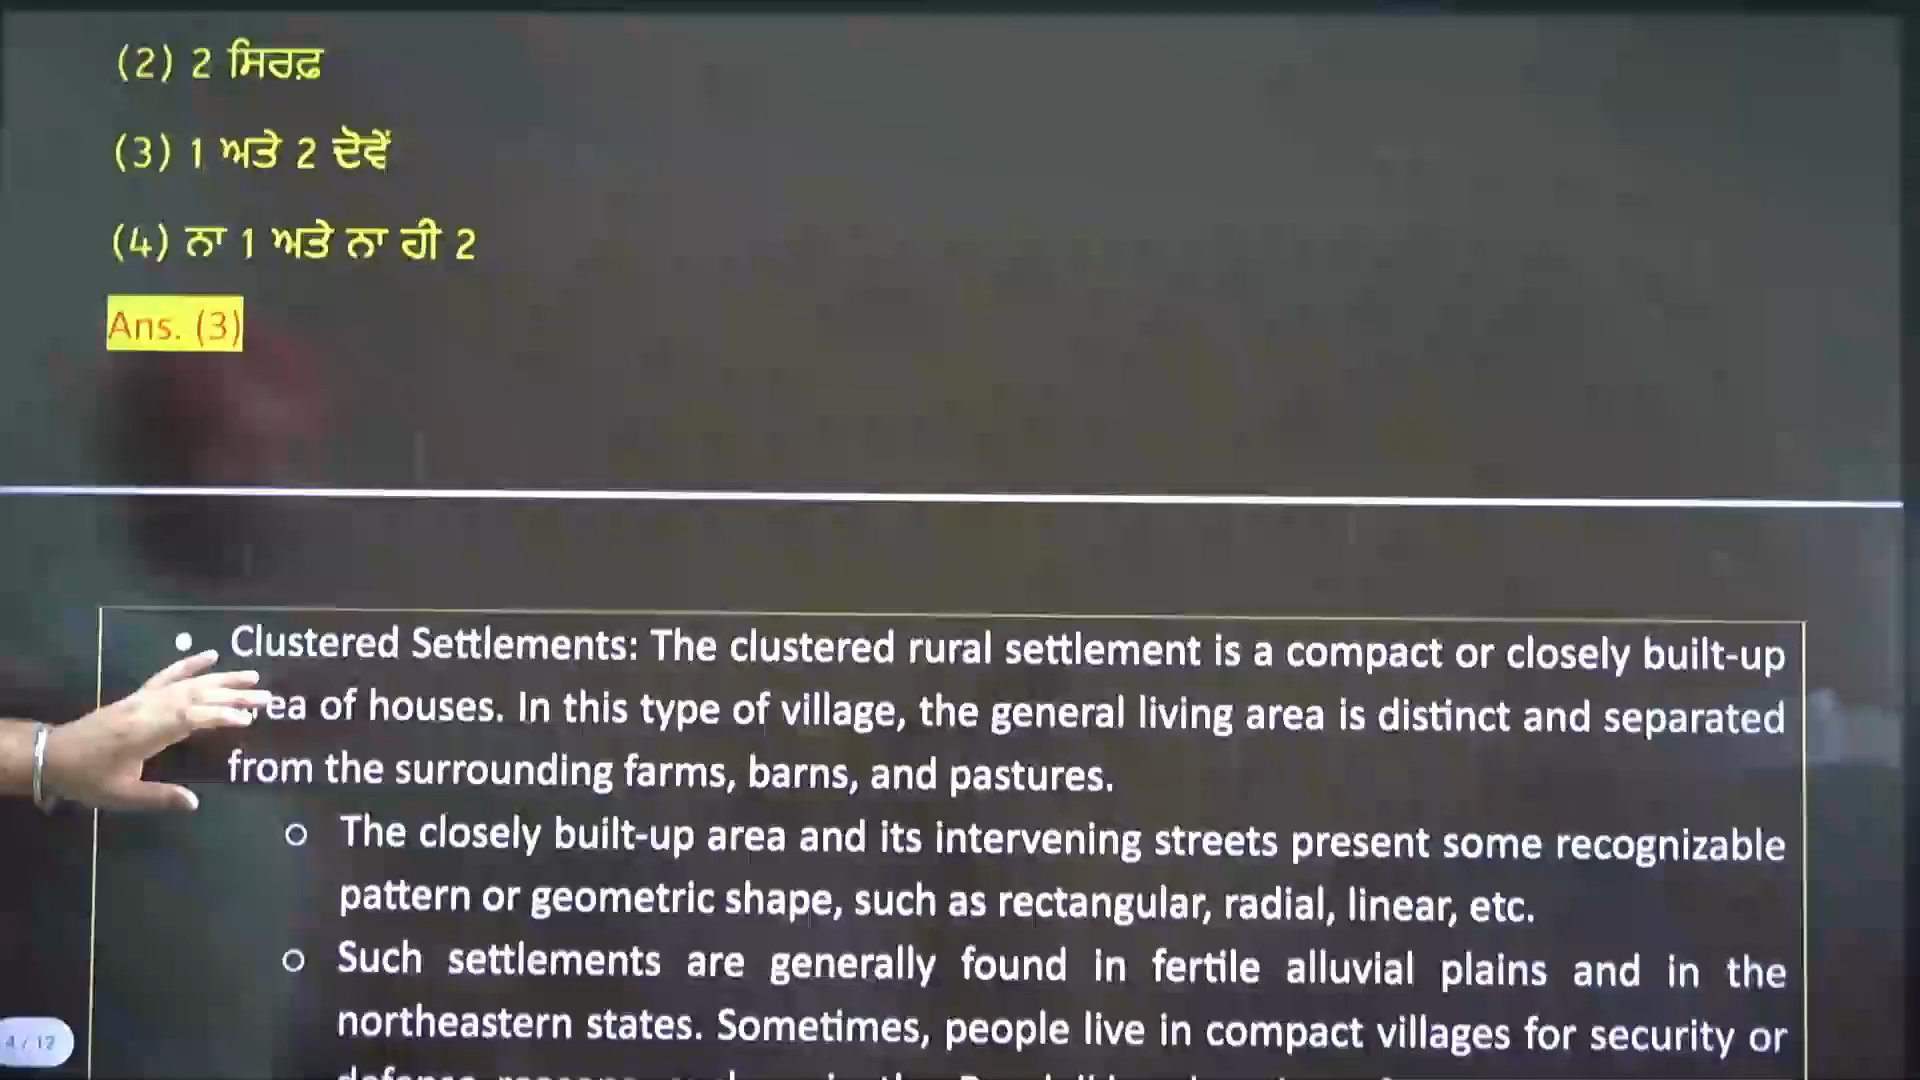 (2) 2 ਸਿਰਫ਼
(3) 1 ਅਤੇ 2 ਦੋਵੇਂ
(4) ਨਾ 1 ਅਤੇ ਨਾ ਹੀ 2
Ans. (3)
• Clustered Settlements: The clustered rural settlement is a compact or closely built-up
of houses. In this type of village, the general living area is distinct and separated
from the surrounding farms, barns, and pastures.
o The closely built-up area and its intervening streets present some recognizable
pattern or geometric shape, such as rectangular, radial, linear, etc.
o Such settlements are generally found in fertile alluvial plains and in the
northeastern states. Sometimes, people live in compact villages for security or
4 / 12